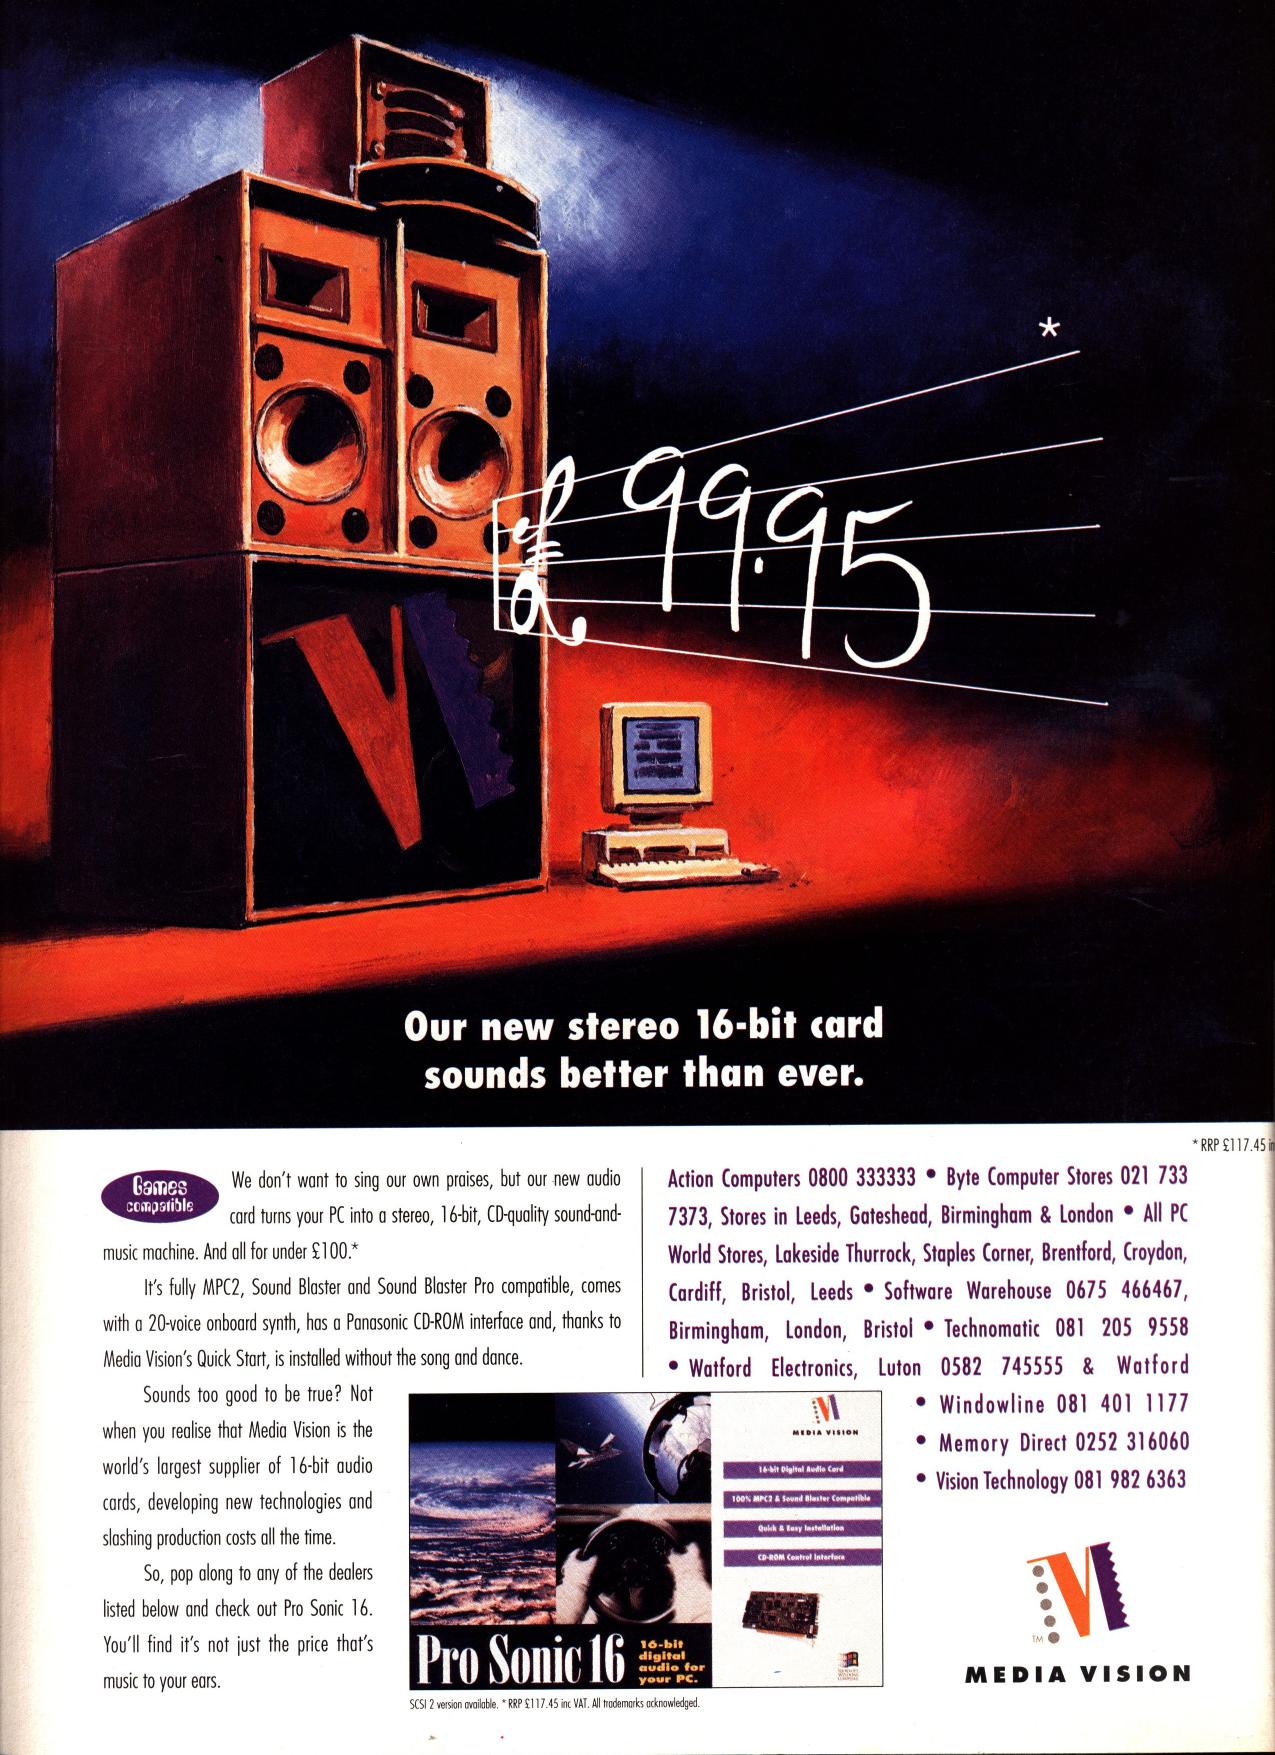 *
£99.95
Our new stereo 16-bit card
sounds better than ever.
* RRP £117.45 in
Games
compatible
We don't want to sing our own praises, but our new audio
card turns your PC into a stereo, 16-bit, CD-quality sound-and-
music machine. And all for under £100.*
It's fully MPC2, Sound Blaster and Sound Blaster Pro compatible, comes
with a 20-voice onboard synth, has a Panasonic CD-ROM interface and, thanks to
Media Vision's Quick Start, is installed without the song and dance.
Sounds too good to be true? Not
when you realise that Media Vision is the
world's largest supplier of 16-bit audio
cards, developing new technologies and
slashing production costs all the time.
So, pop along to any of the dealers
listed below and check out Pro Sonic 16.
You'll find it's not just the price that's
music to your ears.
Action Computers 0800 333333 • Byte Computer Stores 021 733
7373, Stores in Leeds, Gateshead, Birmingham & London • All PC
World Stores, Lakeside Thurrock, Staples Corner, Brentford, Croydon,
Cardiff, Bristol, Leeds • Software Warehouse 0675 466467,
Birmingham, London, Bristol • Technomatic 081 205 9558
• Watford Electronics, Luton 0582 745555 & Watford
• Windowline 081 401 1177
• Memory Direct 0252 316060
• Vision Technology 081 982 6363
MEDIA VISION
16-bit Digital Audio Card
100% MPC2 & Sound Blaster Compatible
Quick & Easy Installation
CD-ROM Control Interface
Pro Sonic 16
16-bit
digital
audio for
your PC.
SCSI 2 version available. * RRP £117.45 inc VAT. All trademarks acknowledged.
TM
MEDIA VISION